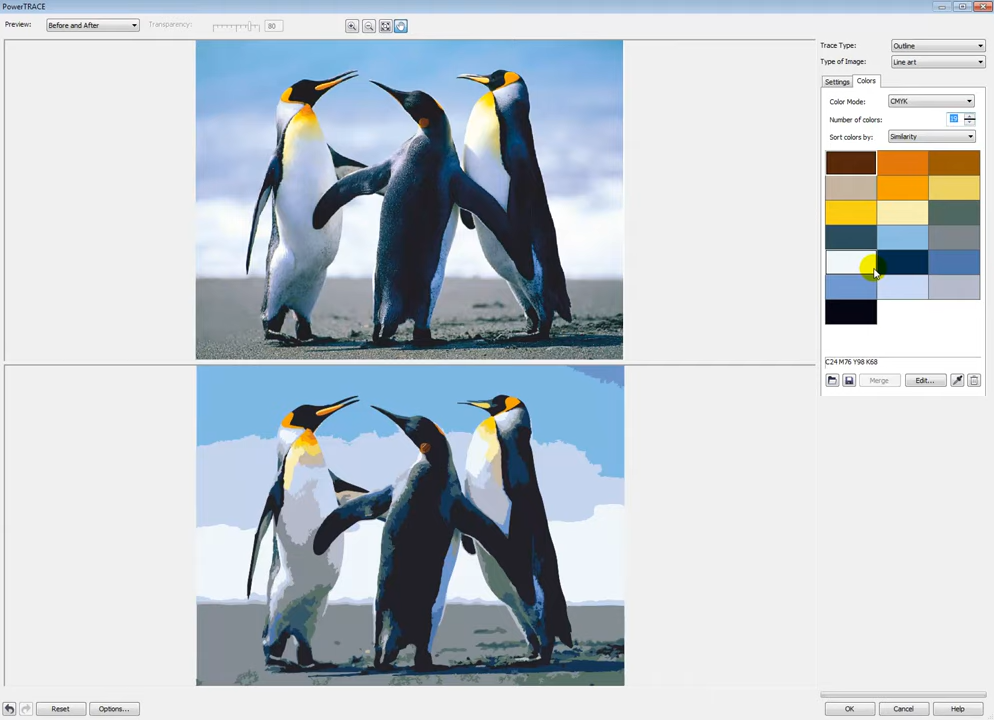 PowerTRACE
Preview: Before and After Transparency: 80
Trace Type: Outline
Type of Image: Line art
Settings Colors
Color Mode: CMYK
Number of colors: 19
Sort colors by: Similarity
C24 M76 Y98 K68
Merge Edit...
Reset Options... OK Cancel Help